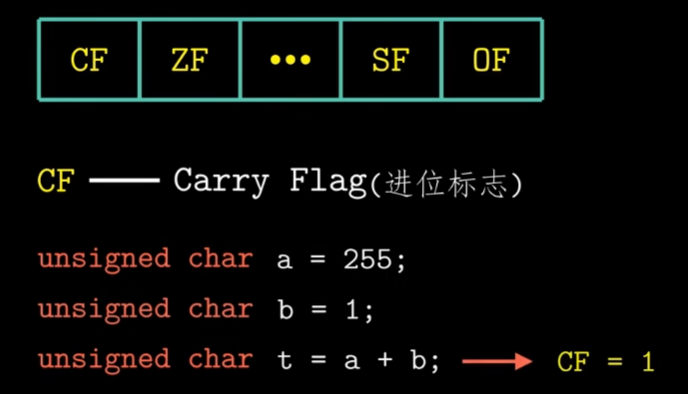 CF ZF ••• SF OF
CF —— Carry Flag(进位标志)
unsigned char a = 255;
unsigned char b = 1;
unsigned char t = a + b; → CF = 1